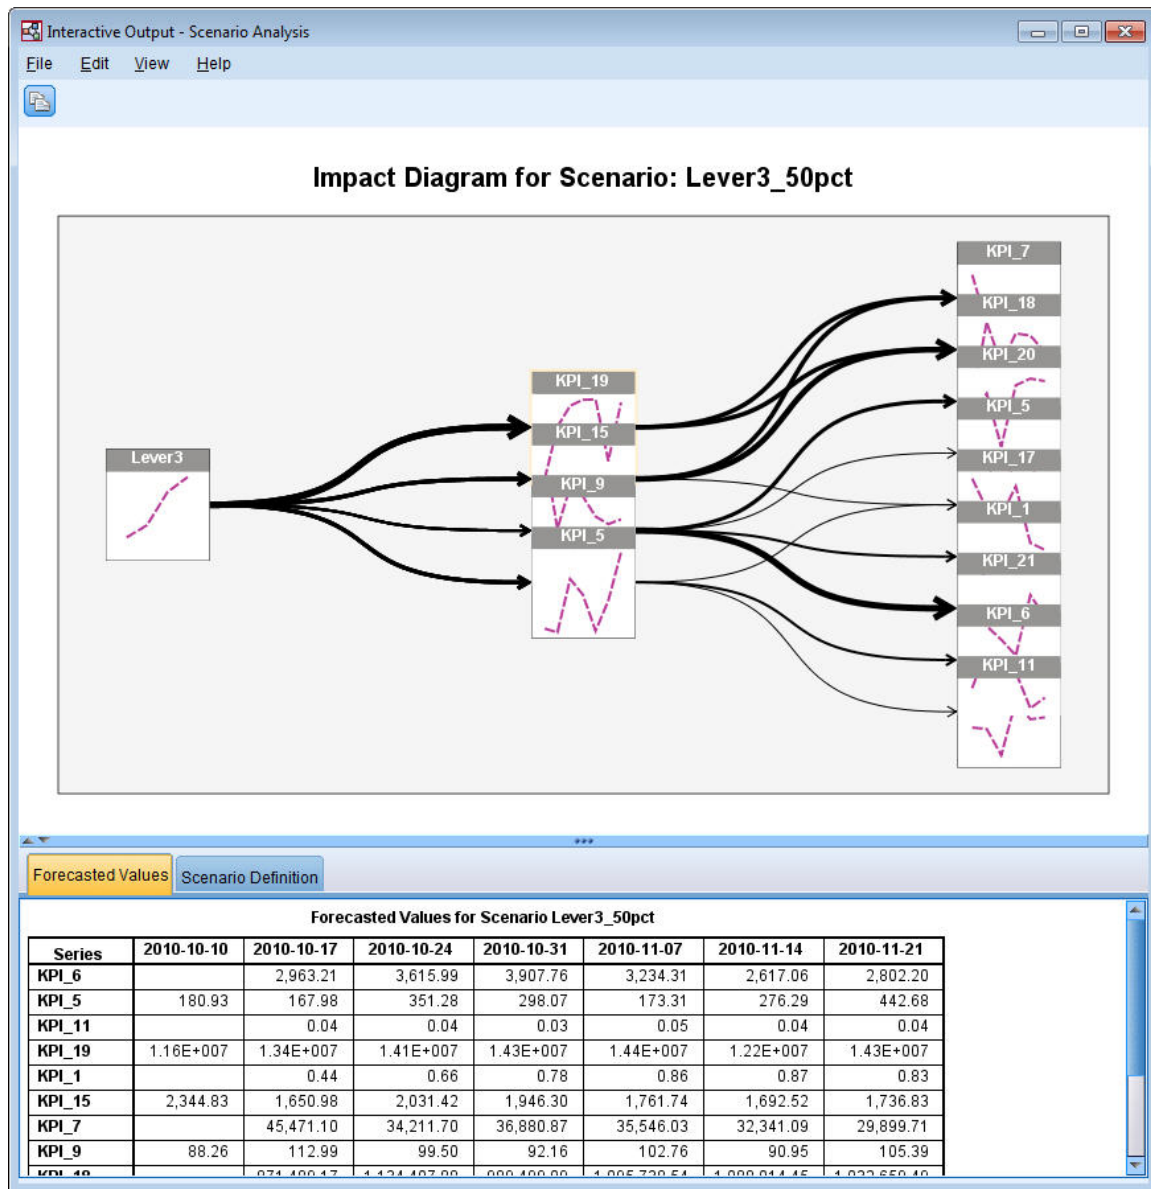 Interactive Output - Scenario Analysis
File Edit View Help
Impact Diagram for Scenario: Lever3_50pct
Lever3
KPI_19
KPI_15
KPI_9
KPI_5
KPI_7
KPI_18
KPI_20
KPI_5
KPI_17
KPI_1
KPI_21
KPI_6
KPI_11
Forecasted Values Scenario Definition
Forecasted Values for Scenario Lever3_50pct
Series 2010-10-10 2010-10-17 2010-10-24 2010-10-31 2010-11-07 2010-11-14 2010-11-21
KPI_6 2,963.21 3,615.99 3,907.76 3,234.31 2,617.06 2,802.20
KPI_5 180.93 167.98 351.28 298.07 173.31 276.29 442.68
KPI_11 0.04 0.04 0.03 0.05 0.04 0.04
KPI_19 1.16E+007 1.34E+007 1.41E+007 1.43E+007 1.44E+007 1.22E+007 1.43E+007
KPI_1 0.44 0.66 0.78 0.86 0.87 0.83
KPI_15 2,344.83 1,650.98 2,031.42 1,946.30 1,761.74 1,692.52 1,736.83
KPI_7 45,471.10 34,211.70 36,880.87 35,546.03 32,341.09 29,899.71
KPI_9 88.26 112.99 99.50 92.16 102.76 90.95 105.39
KPI_18